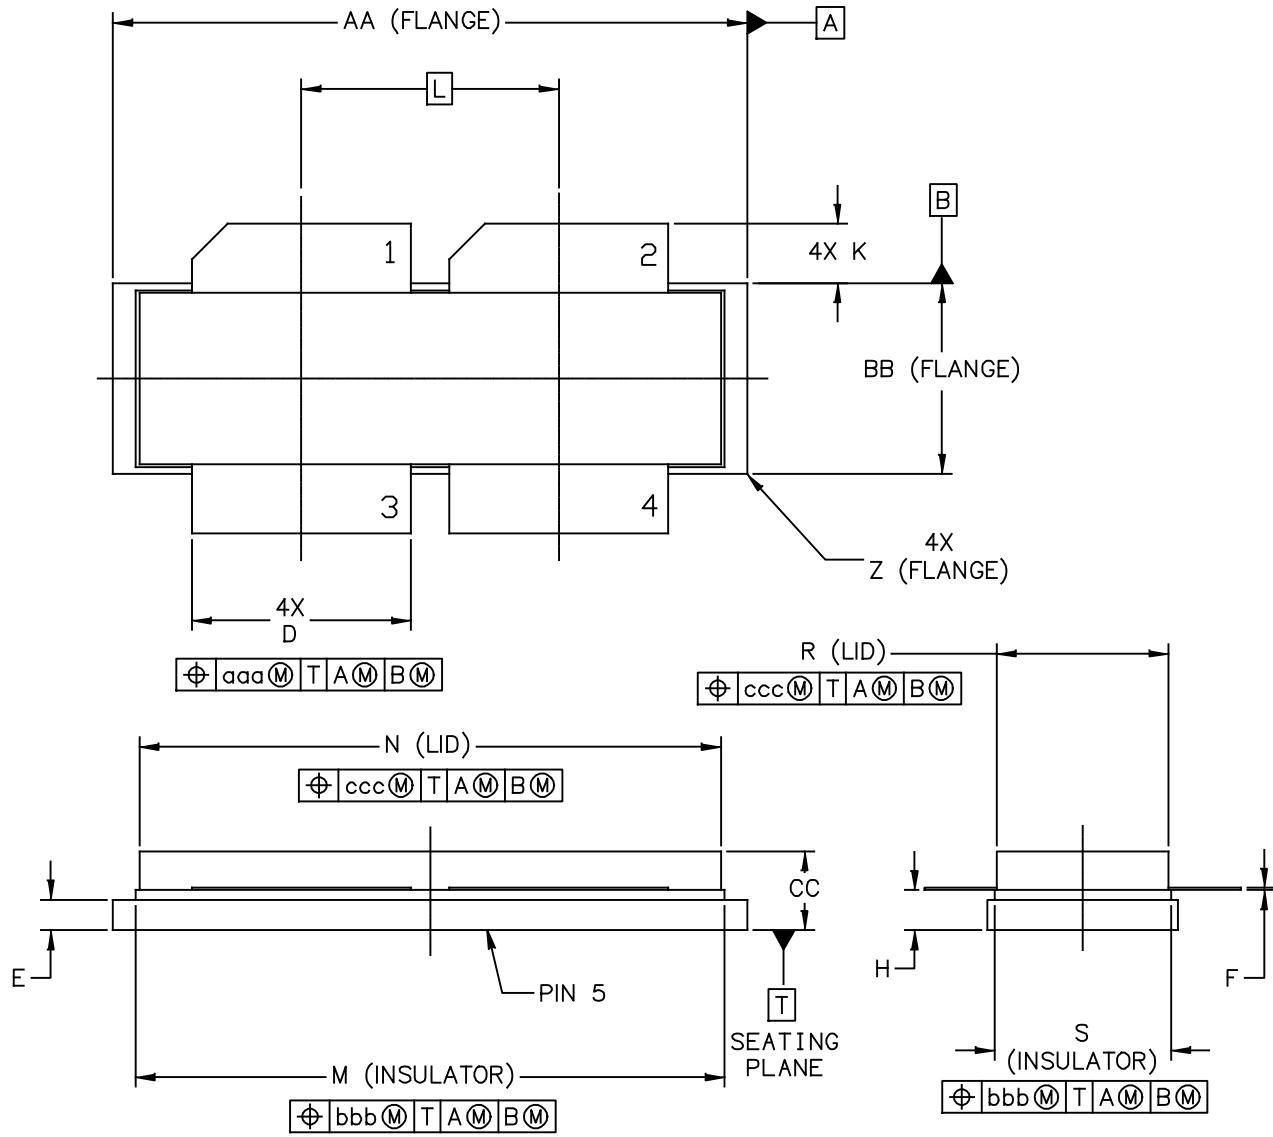 AA (FLANGE)
A
L
B
1
2
4X K
BB (FLANGE)
3
4
4X
Z (FLANGE)
4X
D
⌖ aaaⓂ T AⓂ BⓂ
R (LID)
⌖ cccⓂ T AⓂ BⓂ
N (LID)
⌖ cccⓂ T AⓂ BⓂ
CC
E
H
F
PIN 5
T
SEATING
PLANE
S
(INSULATOR)
M (INSULATOR)
⌖ bbbⓂ T AⓂ BⓂ
⌖ bbbⓂ T AⓂ BⓂ